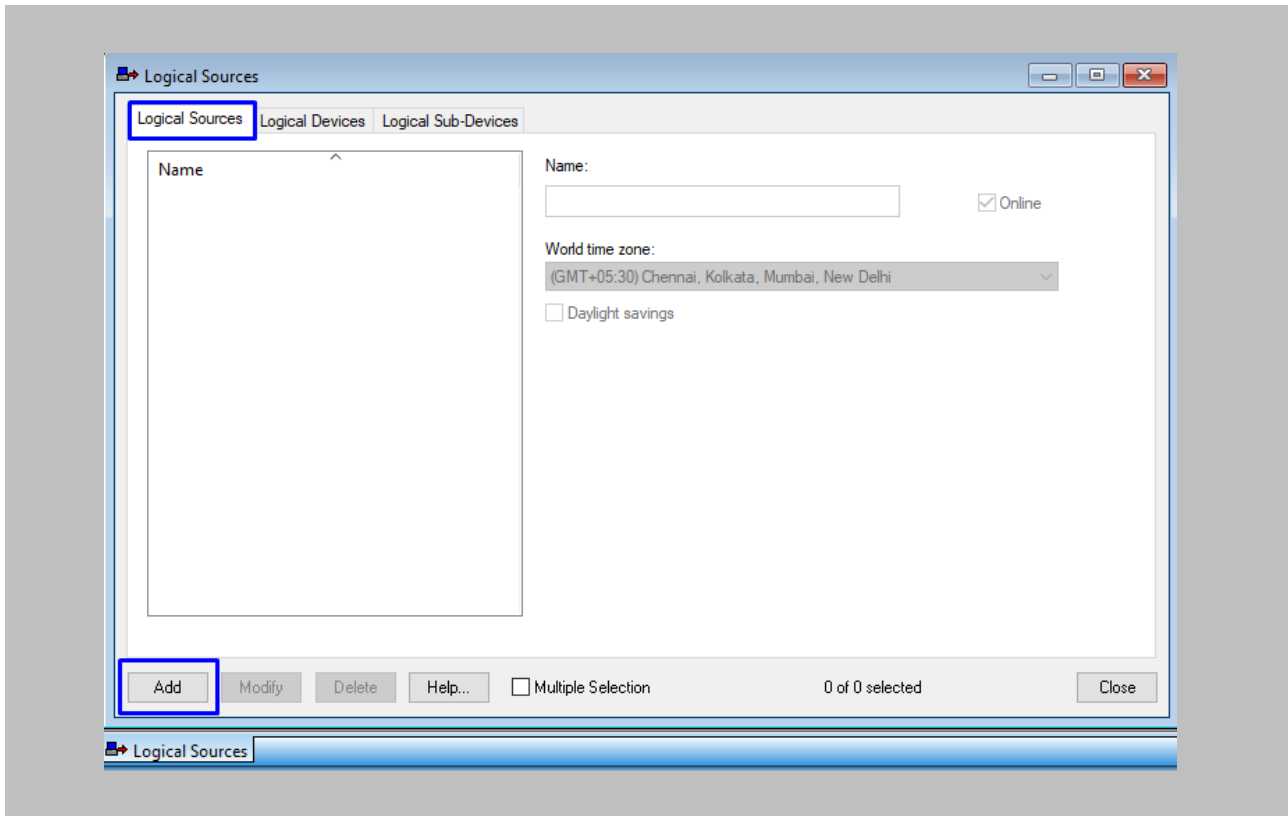 Logical Sources
Logical Sources Logical Devices Logical Sub-Devices
Name
Name:
Online
World time zone:
(GMT+05:30) Chennai, Kolkata, Mumbai, New Delhi
Daylight savings
Add Modify Delete Help... Multiple Selection 0 of 0 selected Close
Logical Sources